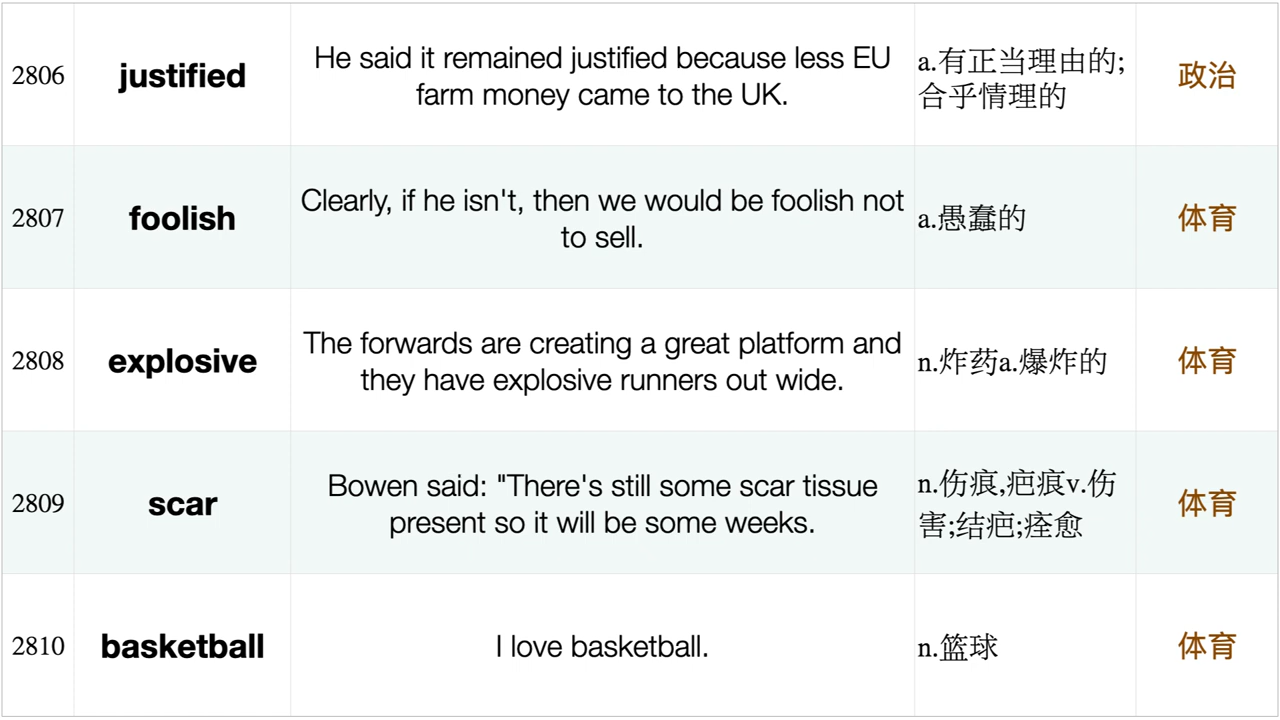 2806
justified
He said it remained justified because less EU
farm money came to the UK.
a.有正当理由的;
合乎情理的
政治
2807
foolish
Clearly, if he isn't, then we would be foolish not
to sell.
a.愚蠢的
体育
2808
explosive
The forwards are creating a great platform and
they have explosive runners out wide.
n.炸药a.爆炸的
体育
2809
scar
Bowen said: "There's still some scar tissue
present so it will be some weeks.
n.伤痕,疤痕v.伤
害;结疤;痊愈
体育
2810
basketball
I love basketball.
n.篮球
体育